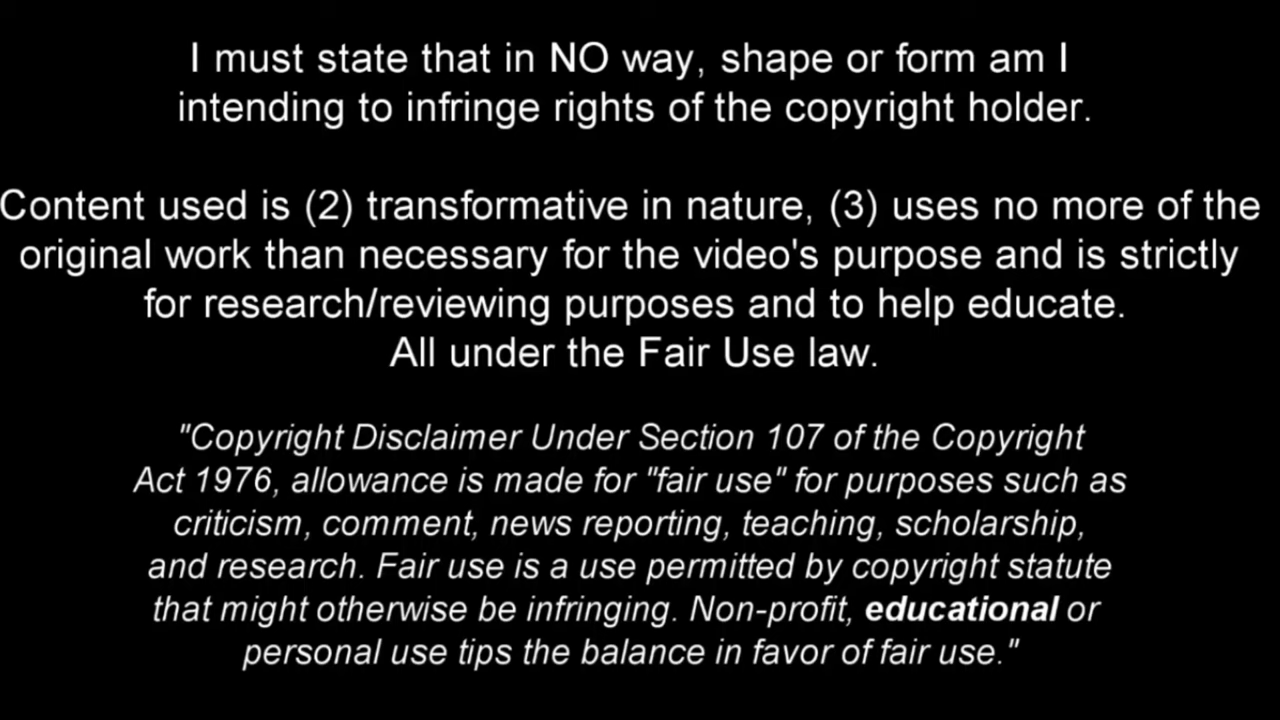 I must state that in NO way, shape or form am I
intending to infringe rights of the copyright holder.
Content used is (2) transformative in nature, (3) uses no more of the
original work than necessary for the video's purpose and is strictly
for research/reviewing purposes and to help educate.
All under the Fair Use law.
"Copyright Disclaimer Under Section 107 of the Copyright
Act 1976, allowance is made for "fair use" for purposes such as
criticism, comment, news reporting, teaching, scholarship,
and research. Fair use is a use permitted by copyright statute
that might otherwise be infringing. Non-profit, educational or
personal use tips the balance in favor of fair use."